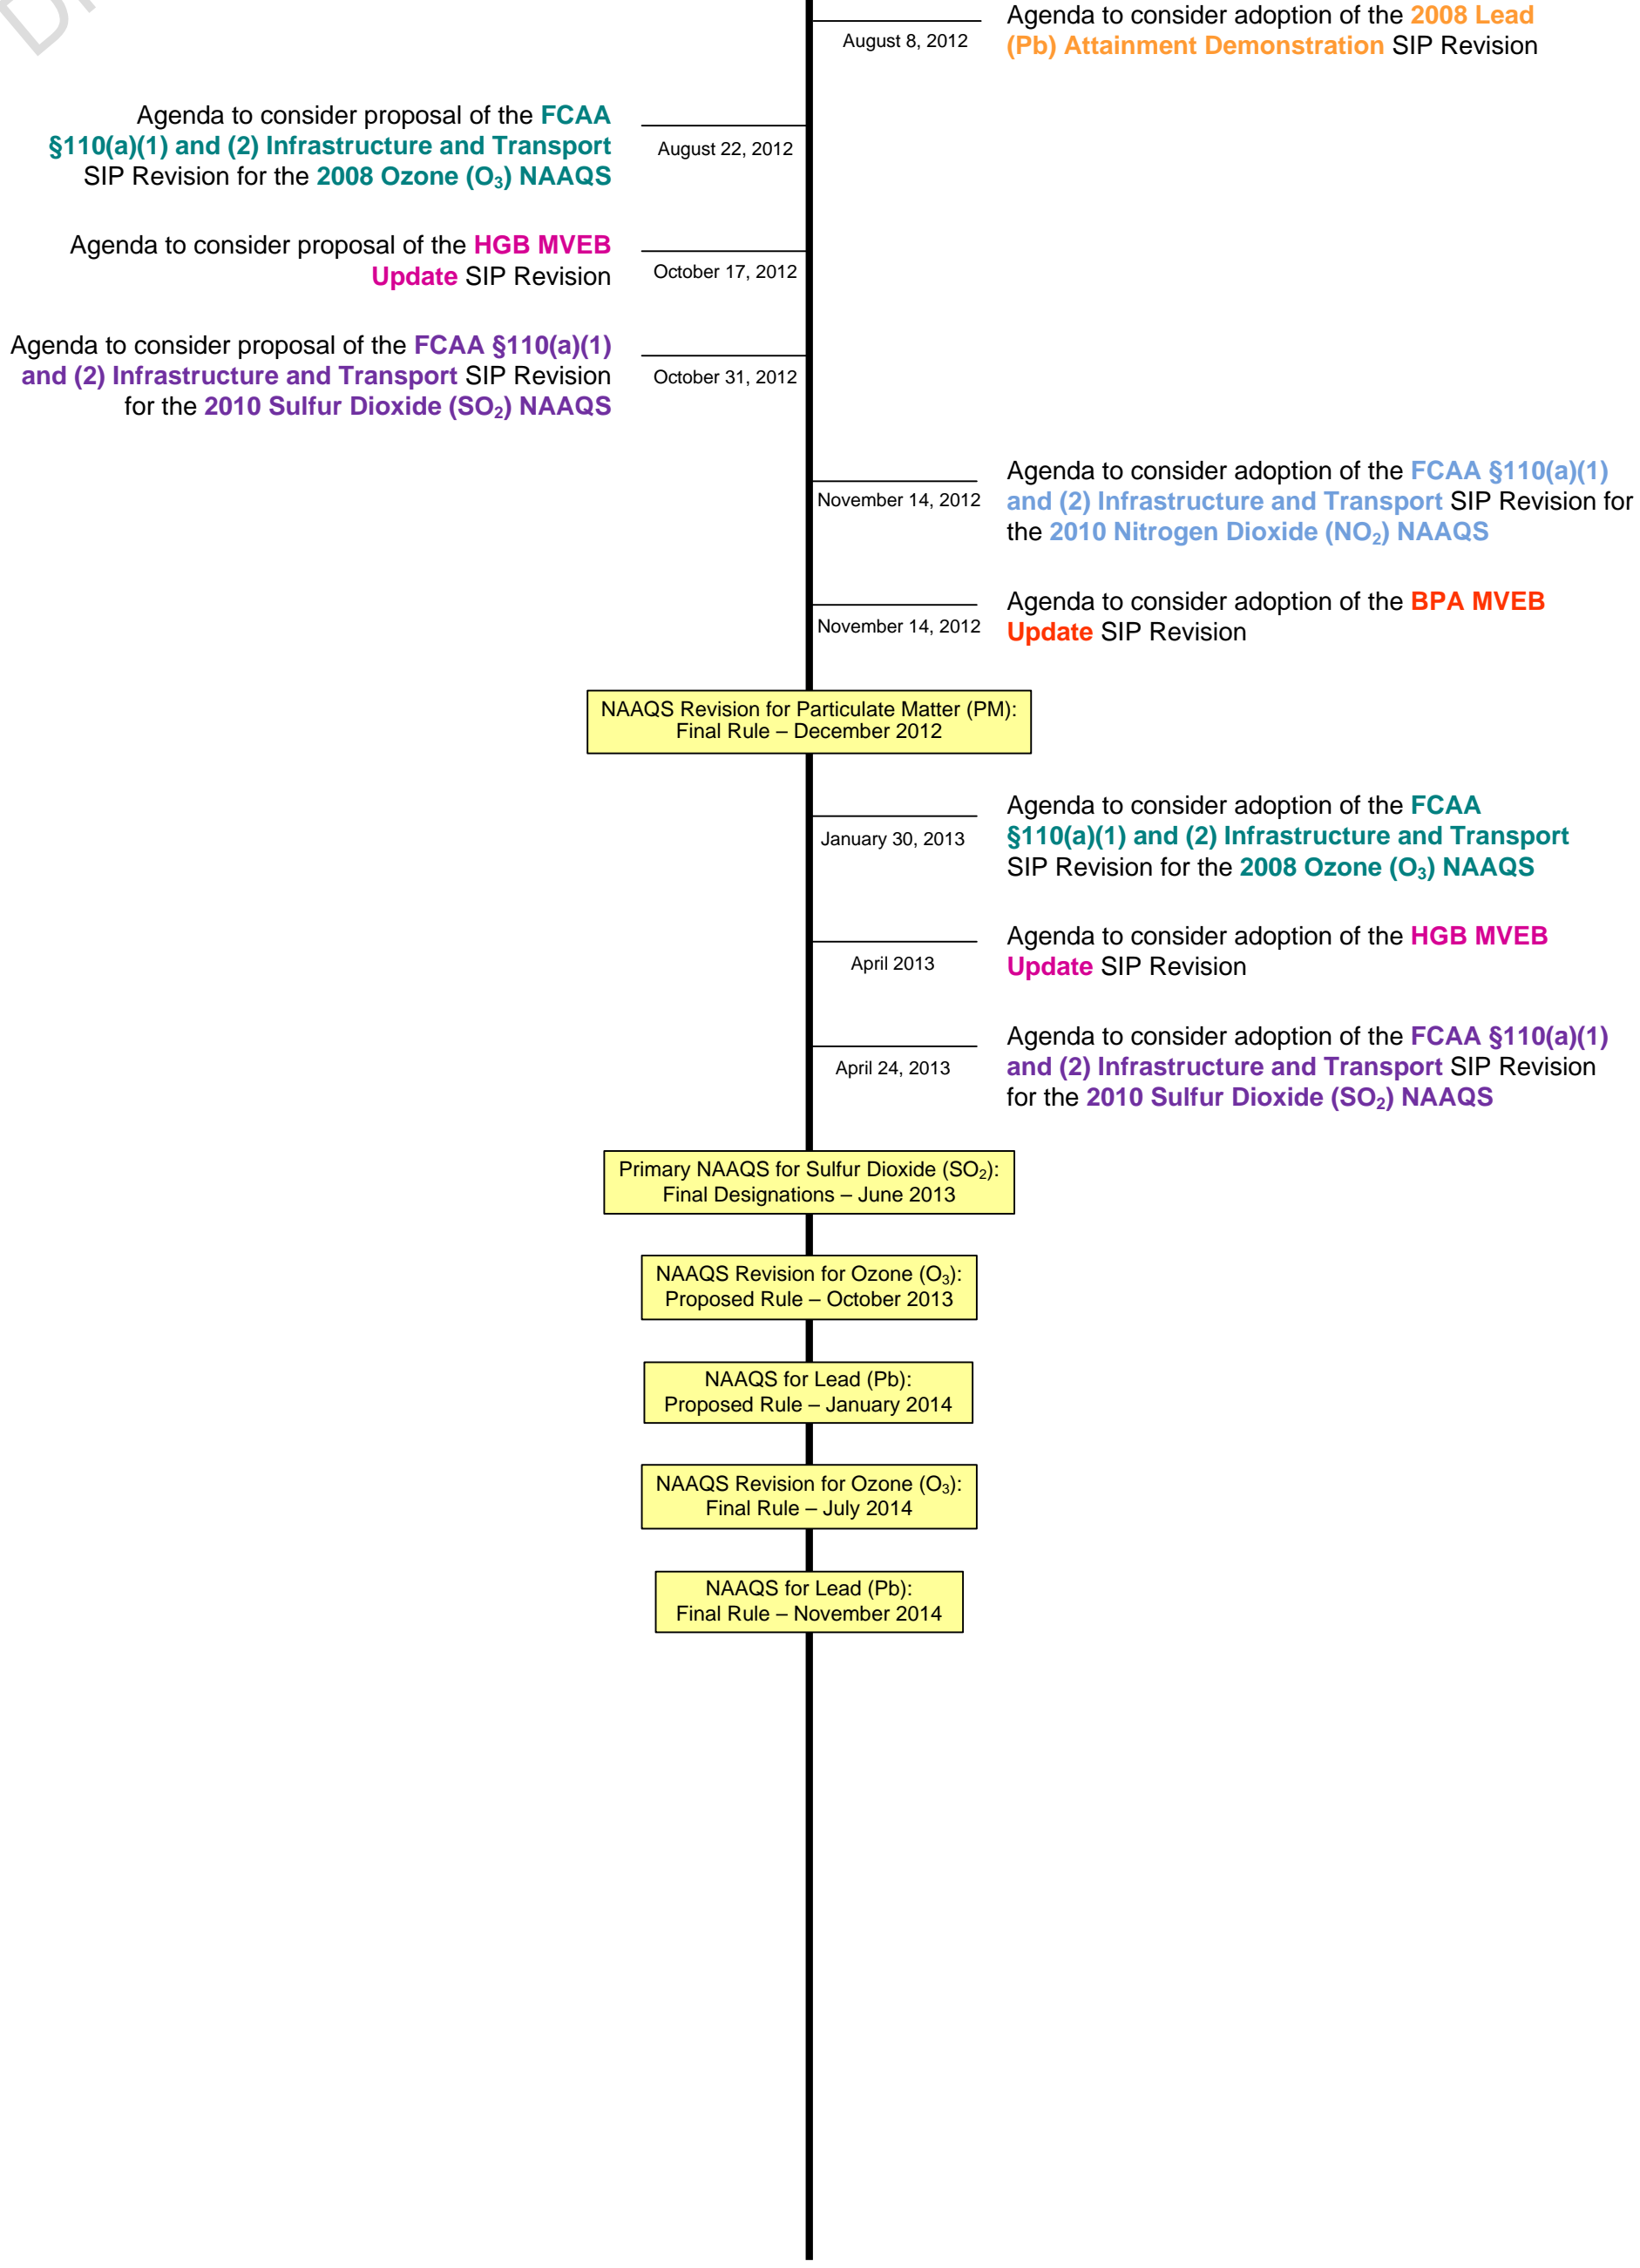 Agenda to consider adoption of the 2008 Lead
(Pb) Attainment Demonstration SIP Revision
August 8, 2012
Agenda to consider proposal of the FCAA
§110(a)(1) and (2) Infrastructure and Transport
SIP Revision for the 2008 Ozone (O₃) NAAQS
August 22, 2012
Agenda to consider proposal of the HGB MVEB
Update SIP Revision
October 17, 2012
Agenda to consider proposal of the FCAA §110(a)(1)
and (2) Infrastructure and Transport SIP Revision
for the 2010 Sulfur Dioxide (SO₂) NAAQS
October 31, 2012
Agenda to consider adoption of the FCAA §110(a)(1)
and (2) Infrastructure and Transport SIP Revision for
the 2010 Nitrogen Dioxide (NO₂) NAAQS
November 14, 2012
Agenda to consider adoption of the BPA MVEB
Update SIP Revision
November 14, 2012
NAAQS Revision for Particulate Matter (PM):
Final Rule – December 2012
Agenda to consider adoption of the FCAA
§110(a)(1) and (2) Infrastructure and Transport
SIP Revision for the 2008 Ozone (O₃) NAAQS
January 30, 2013
Agenda to consider adoption of the HGB MVEB
Update SIP Revision
April 2013
Agenda to consider adoption of the FCAA §110(a)(1)
and (2) Infrastructure and Transport SIP Revision
for the 2010 Sulfur Dioxide (SO₂) NAAQS
April 24, 2013
Primary NAAQS for Sulfur Dioxide (SO₂):
Final Designations – June 2013
NAAQS Revision for Ozone (O₃):
Proposed Rule – October 2013
NAAQS for Lead (Pb):
Proposed Rule – January 2014
NAAQS Revision for Ozone (O₃):
Final Rule – July 2014
NAAQS for Lead (Pb):
Final Rule – November 2014